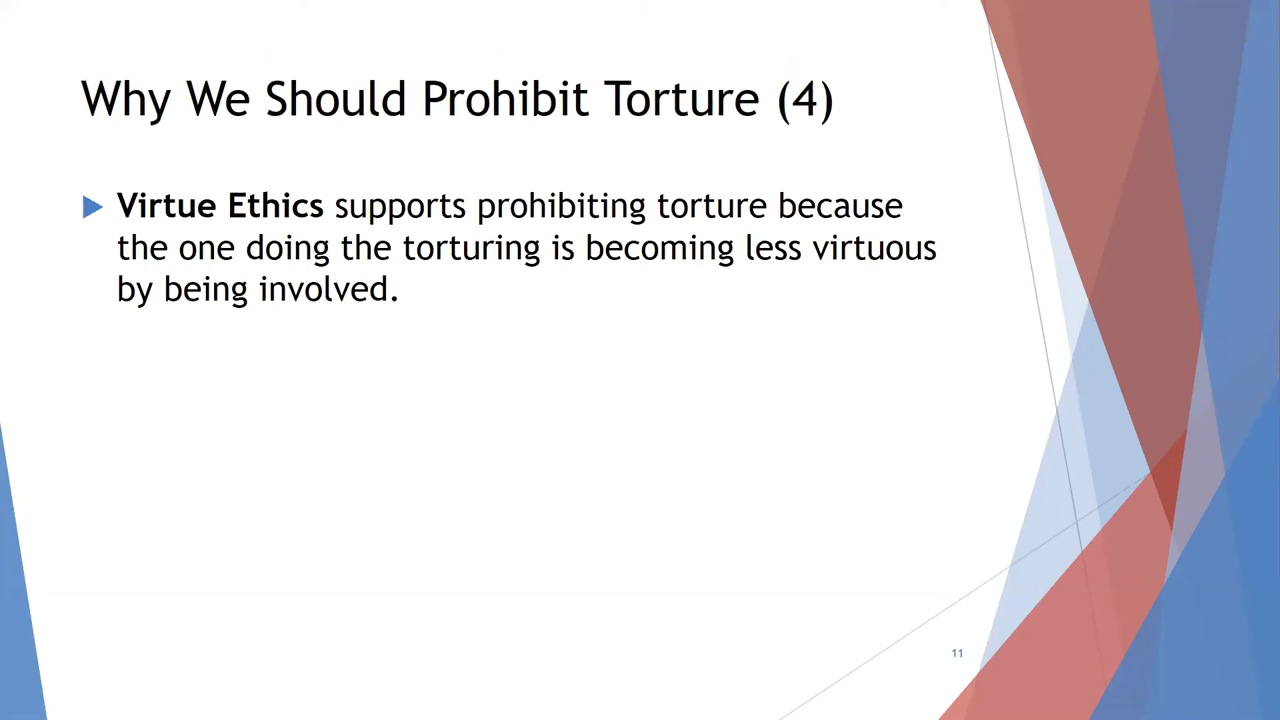 Why We Should Prohibit Torture (4)
Virtue Ethics supports prohibiting torture because
the one doing the torturing is becoming less virtuous
by being involved.
11